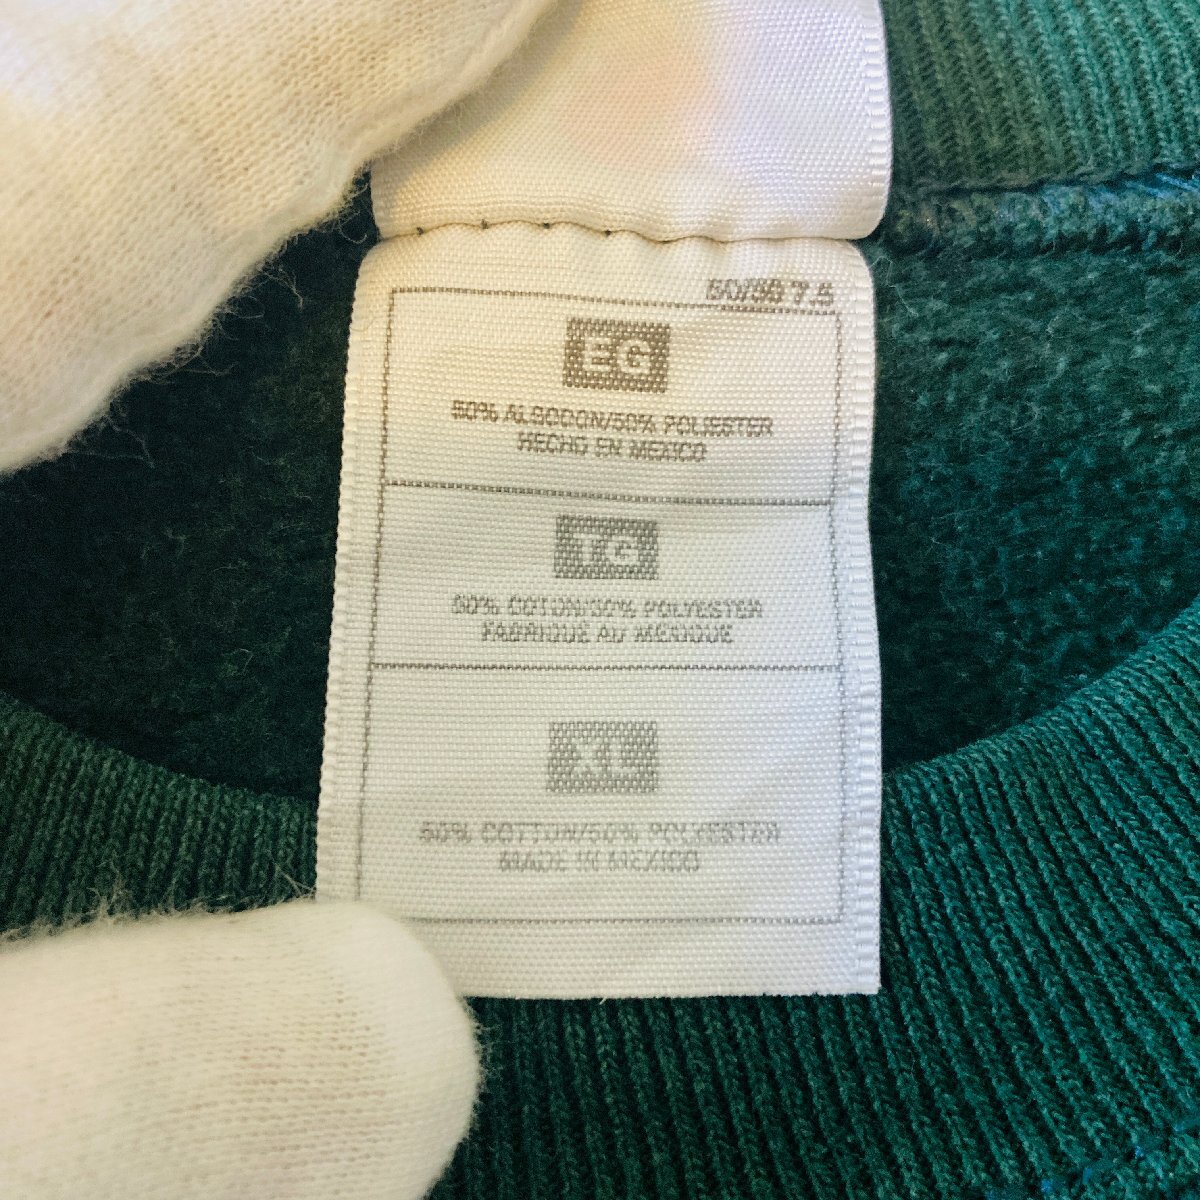 50/50 7.5
EG
50% ALGODON/50% POLIESTER
HECHO EN MEXICO
TG
50% COTON/50% POLYESTER
FABRIQUE AU MEXIQUE
XL
50% COTTON/50% POLYESTER
MADE IN MEXICO